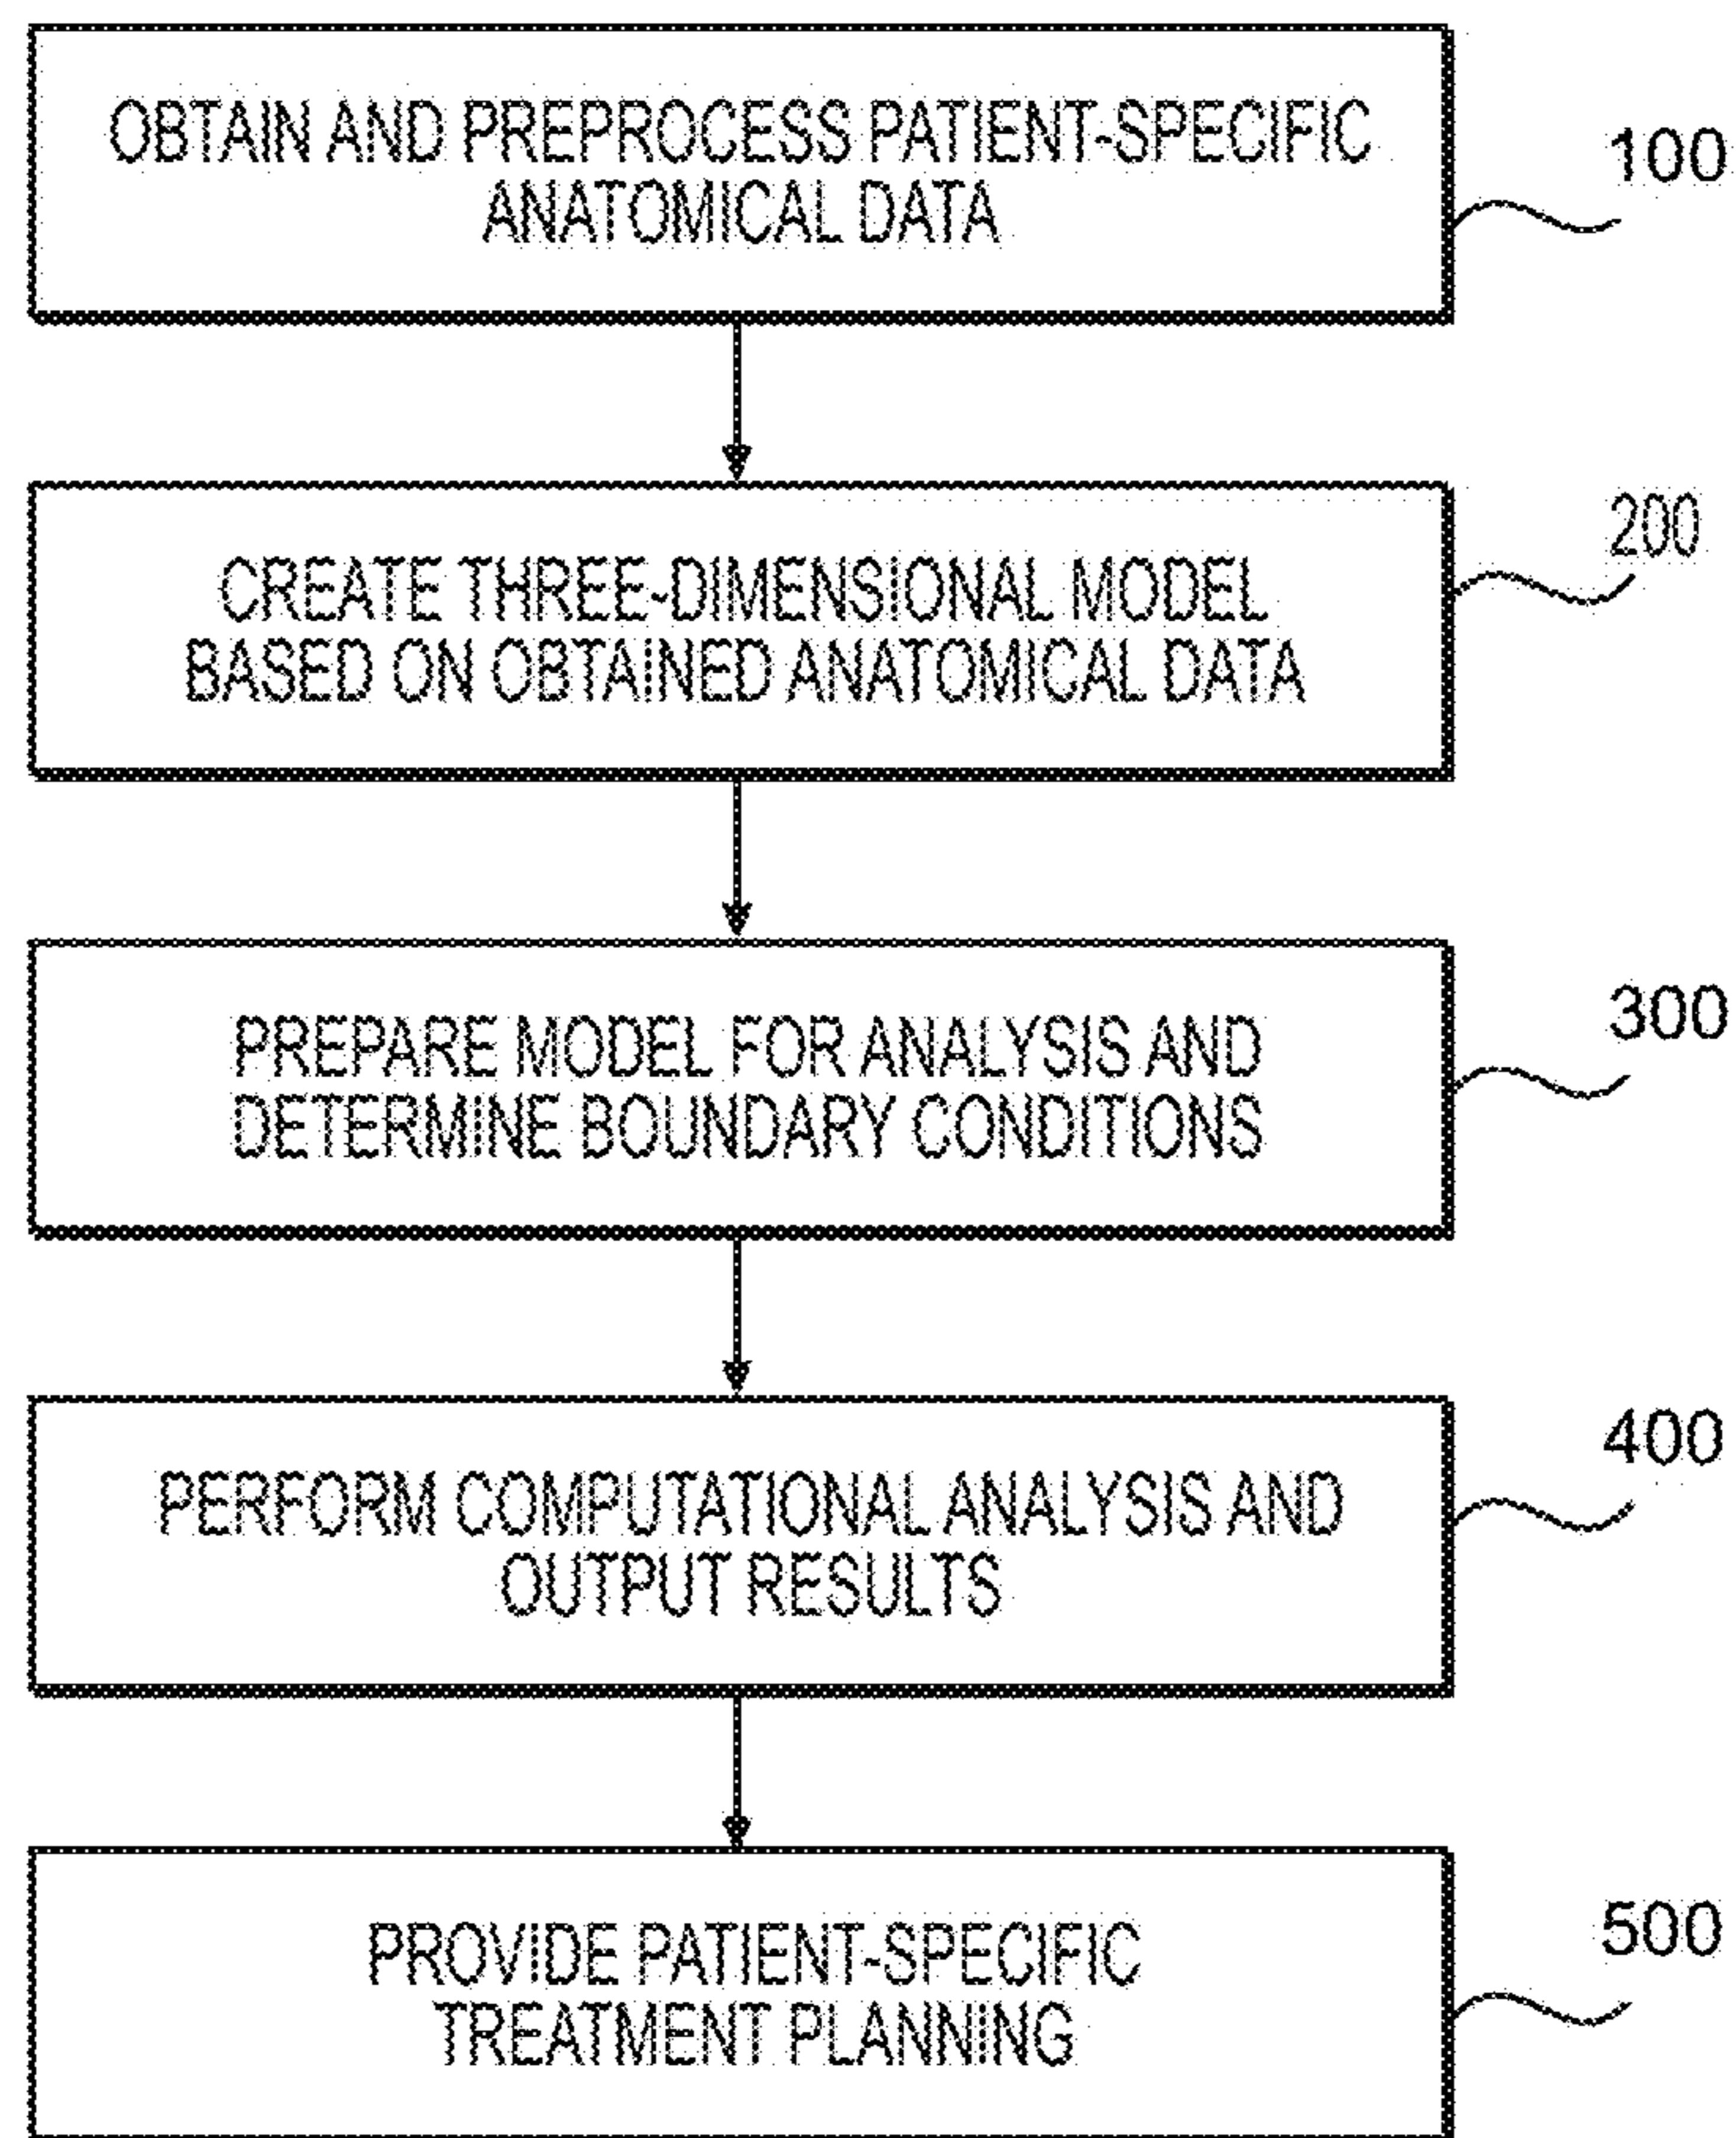 OBTAIN AND PREPROCESS PATIENT-SPECIFIC
ANATOMICAL DATA
100
CREATE THREE-DIMENSIONAL MODEL
BASED ON OBTAINED ANATOMICAL DATA
200
PREPARE MODEL FOR ANALYSIS AND
DETERMINE BOUNDARY CONDITIONS
300
PERFORM COMPUTATIONAL ANALYSIS AND
OUTPUT RESULTS
400
PROVIDE PATIENT-SPECIFIC
TREATMENT PLANNING
500